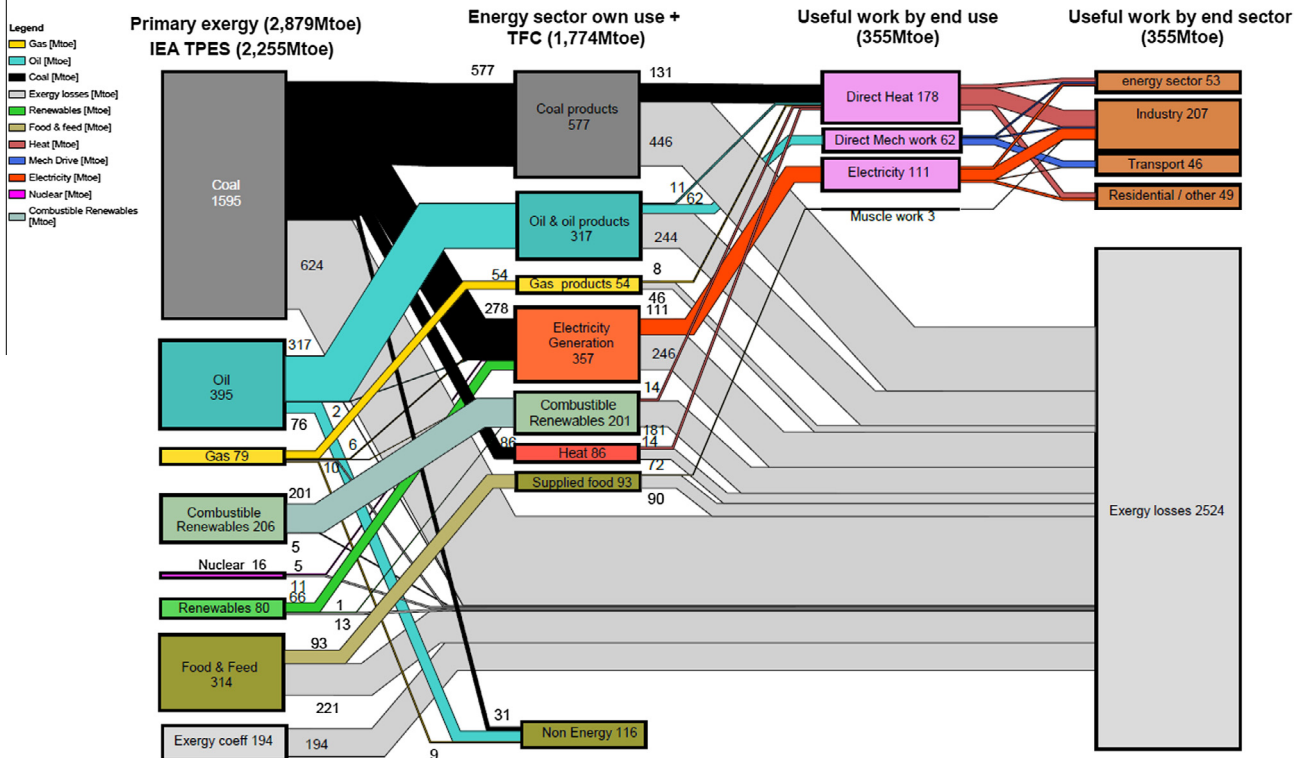 Primary exergy (2,879Mtoe)
IEA TPES (2,255Mtoe)
Energy sector own use +
TFC (1,774Mtoe)
Useful work by end use
(355Mtoe)
Useful work by end sector
(355Mtoe)
Legend
Gas [Mtoe]
Oil [Mtoe]
Coal [Mtoe]
Exergy losses [Mtoe]
Renewables [Mtoe]
Food & feed [Mtoe]
Heat [Mtoe]
Mech Drive [Mtoe]
Electricity [Mtoe]
Nuclear [Mtoe]
Combustible Renewables
[Mtoe]
Coal
1595
624
Oil
395
317
76
2
Gas 79
6
10
Combustible
Renewables 206
201
5
Nuclear 16
5
11
Renewables 80
66
1
13
Food & Feed
314
93
221
Exergy coeff 194
194
577
Coal products
577
131
446
Oil & oil products
317
11
62
244
54
Gas products 54
8
46
278
Electricity
Generation
357
111
246
Combustible
Renewables 201
14
181
86
Heat 86
14
72
Supplied food 93
90
31
Non Energy 116
9
Direct Heat 178
Direct Mech work 62
Electricity 111
Muscle work 3
energy sector 53
Industry 207
Transport 46
Residential / other 49
Exergy losses 2524